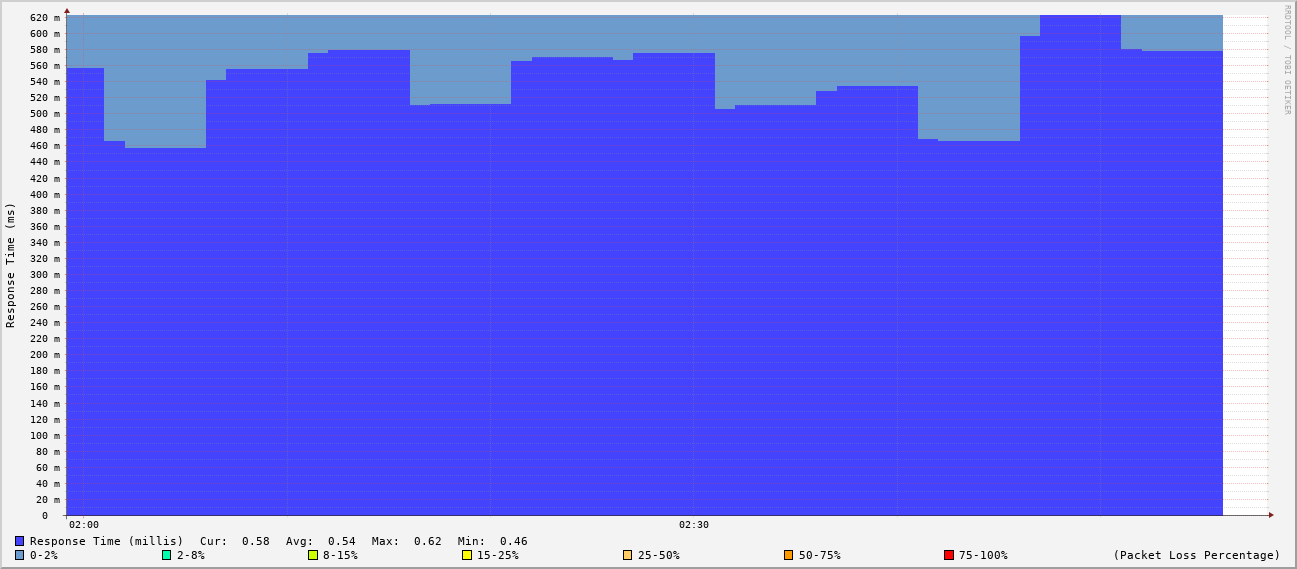 RRDTOOL / TOBI OETIKER
Response Time (ms)
620 m
600 m
580 m
560 m
540 m
520 m
500 m
480 m
460 m
440 m
420 m
400 m
380 m
360 m
340 m
320 m
300 m
280 m
260 m
240 m
220 m
200 m
180 m
160 m
140 m
120 m
100 m
80 m
60 m
40 m
20 m
0
02:00 02:30
Response Time (millis) Cur: 0.58 Avg: 0.54 Max: 0.62 Min: 0.46
0-2% 2-8% 8-15% 15-25% 25-50% 50-75% 75-100% (Packet Loss Percentage)